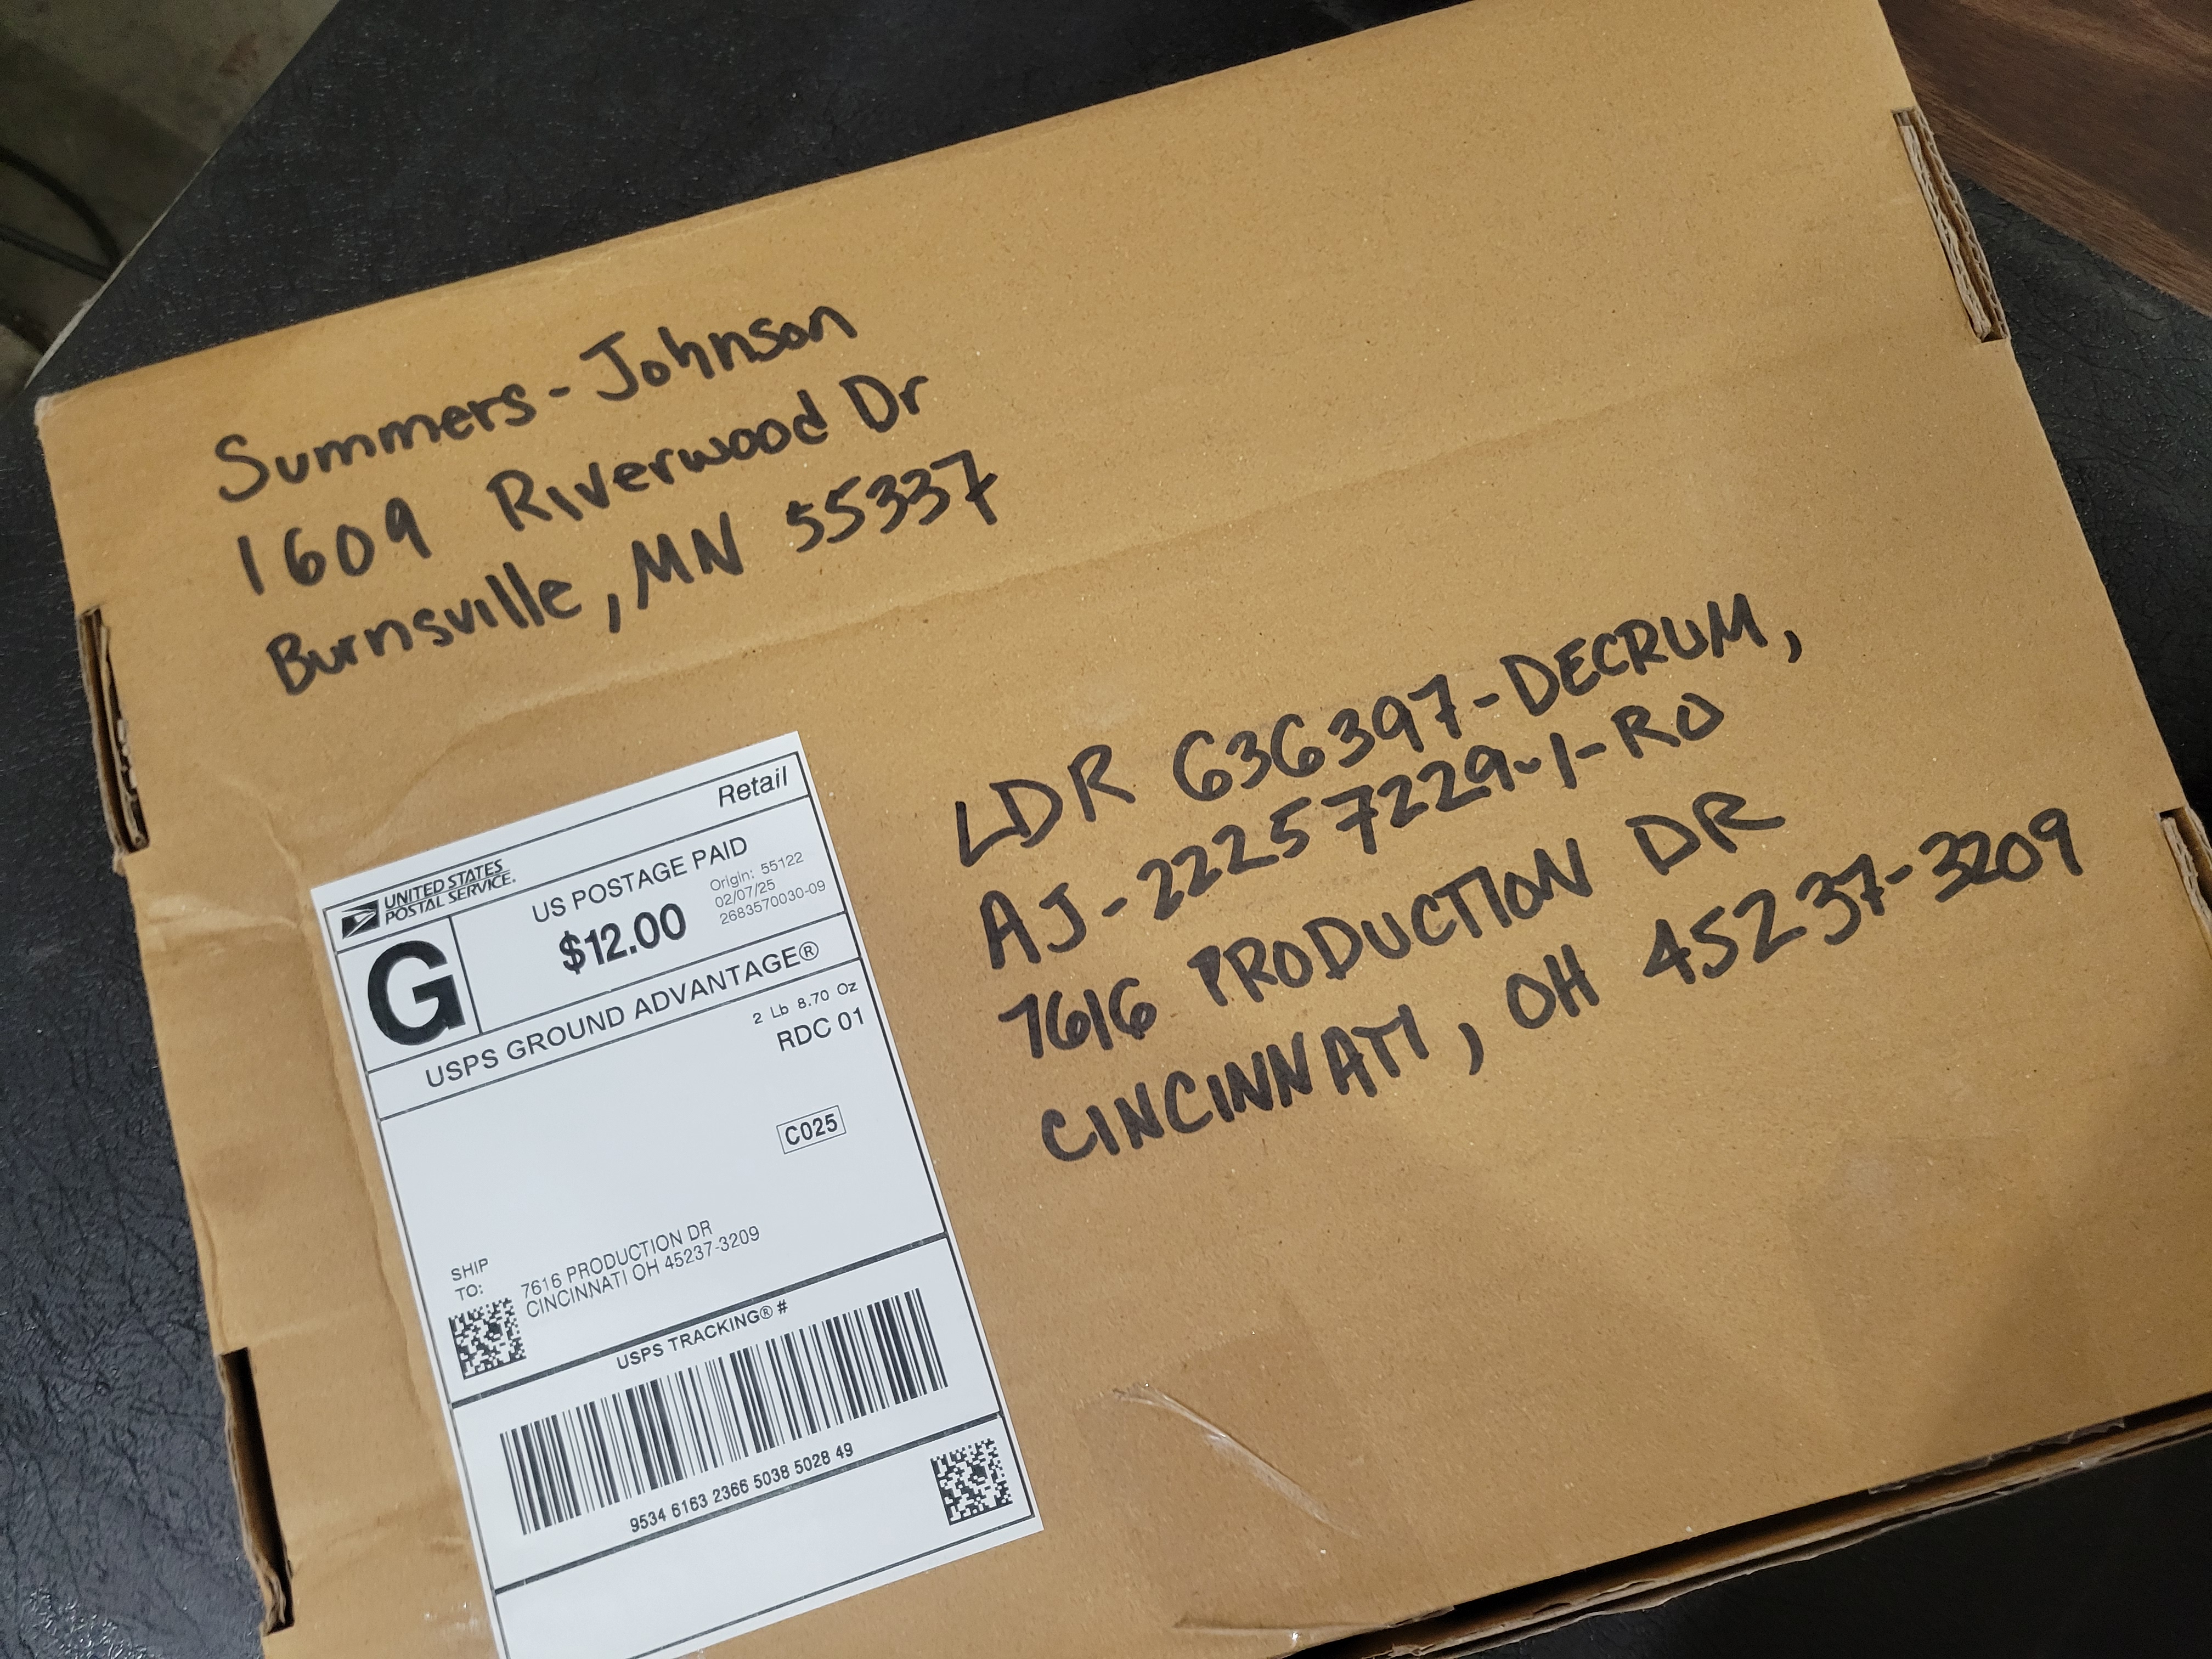 Summers-Johnson
1609 Riverwood Dr
Burnsville, MN 55337
LDR 636397-DECRUM,
AJ-22257229-1-RO
7616 PRODUCTION DR
CINCINNATI, OH 45237-3209
Retail
UNITED STATES
POSTAL SERVICE.
G
US POSTAGE PAID
$12.00
Origin: 55122
02/07/25
2683570030-09
USPS GROUND ADVANTAGE®
2 Lb 8.70 Oz
RDC 01
C025
SHIP
TO:
7616 PRODUCTION DR
CINCINNATI OH 45237-3209
USPS TRACKING® #
9534 6163 2366 5038 5028 49